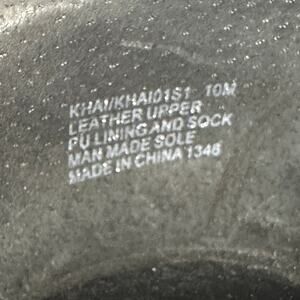 KHAI/KHAI01S1 10M
LEATHER UPPER
PU LINING AND SOCK
MAN MADE SOLE
MADE IN CHINA 1346